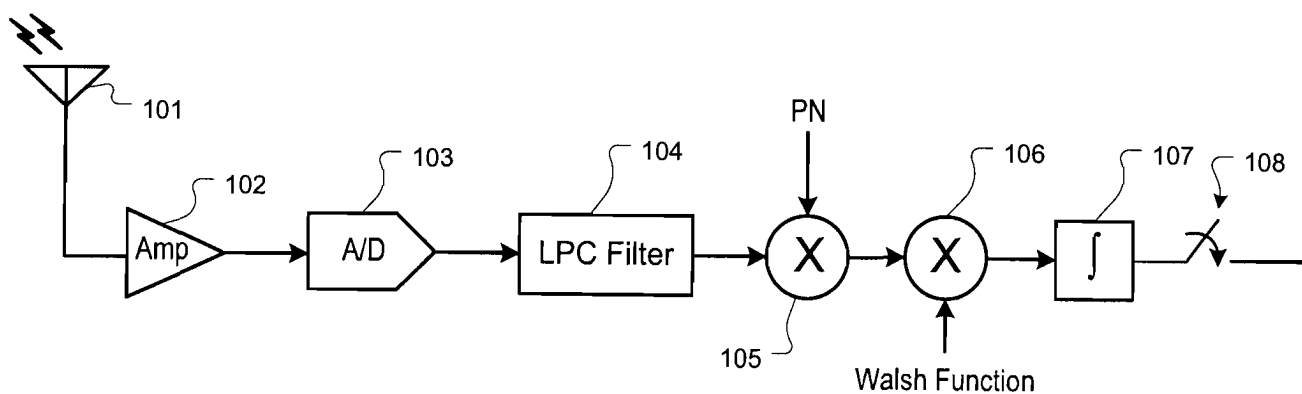 101
102
Amp
103
A/D
104
LPC Filter
PN
X
105
106
X
Walsh Function
107
∫
108